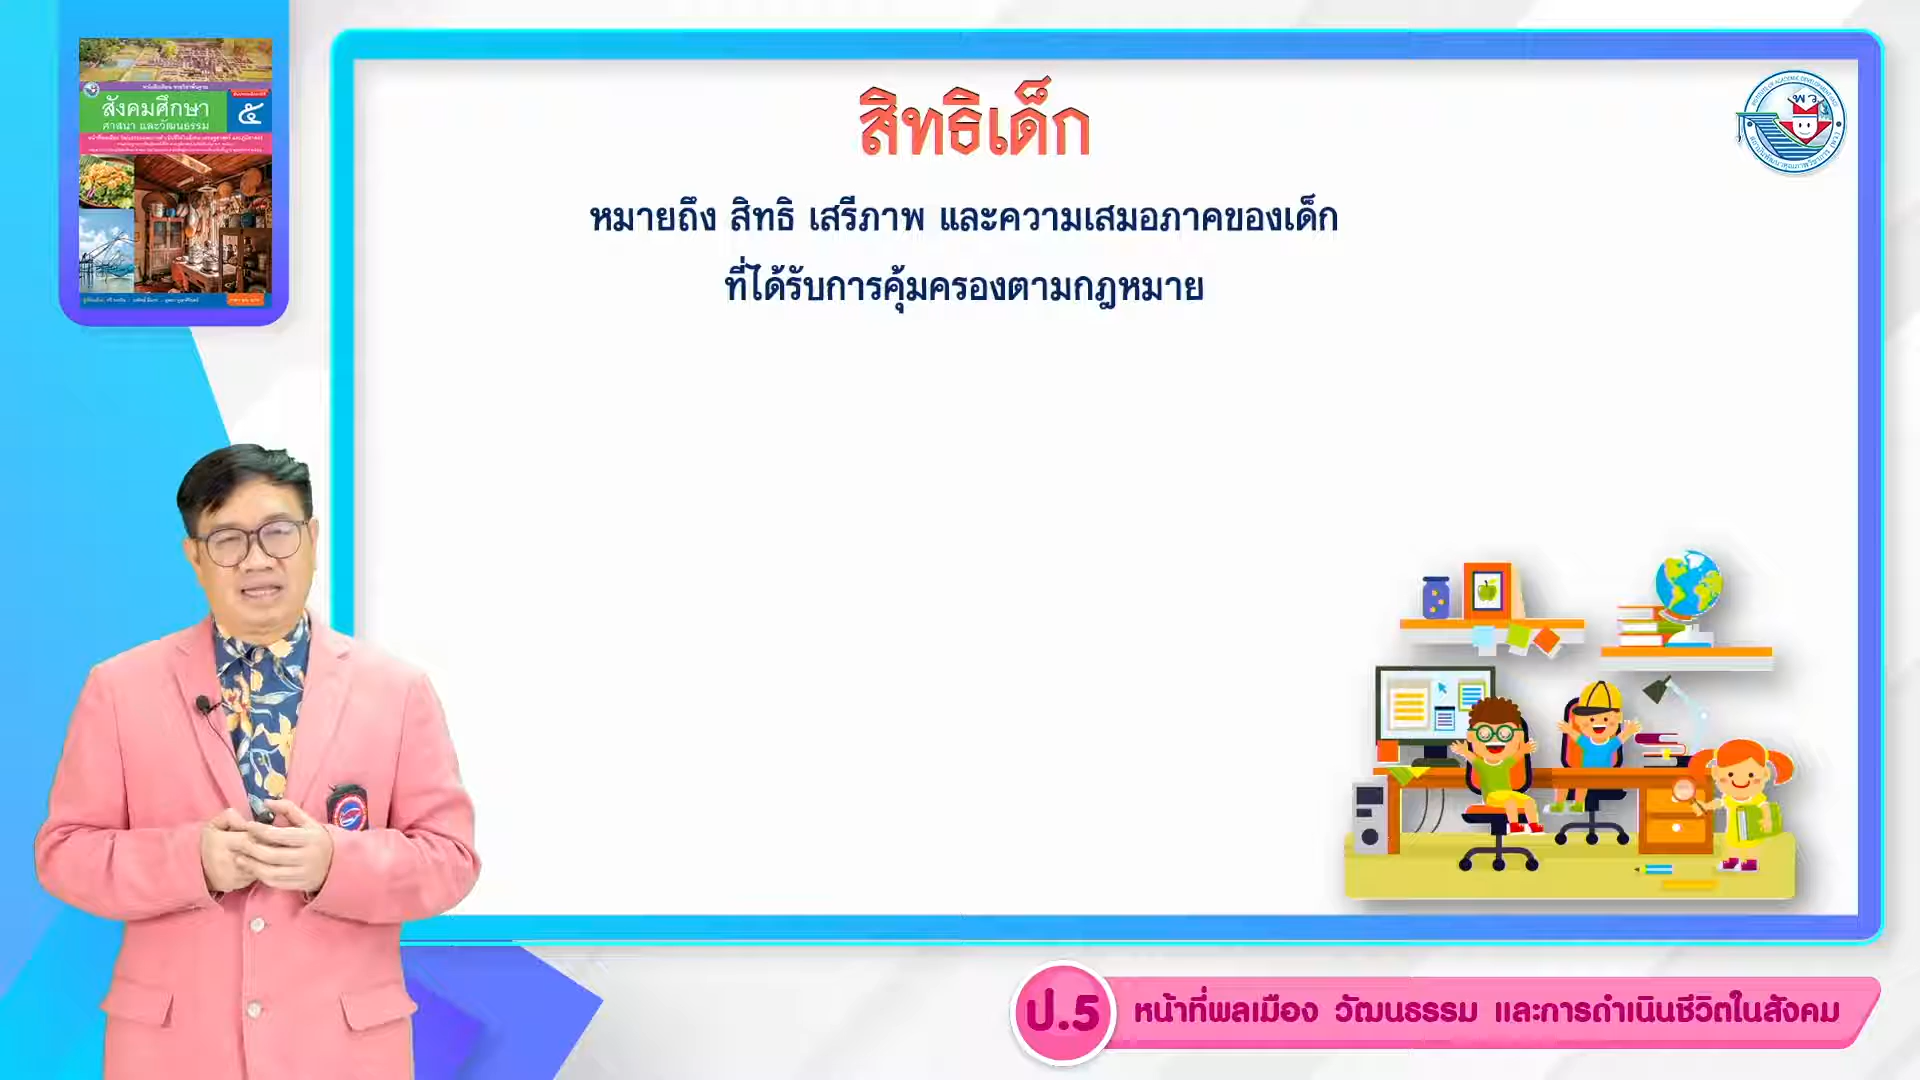 สังคมศึกษา
ศาสนา และวัฒนธรรม
๕
สิทธิเด็ก
พว
หมายถึง สิทธิ เสรีภาพ และความเสมอภาคของเด็ก
ที่ได้รับการคุ้มครองตามกฎหมาย
ป.5
หน้าที่พลเมือง วัฒนธรรม และการดำเนินชีวิตในสังคม